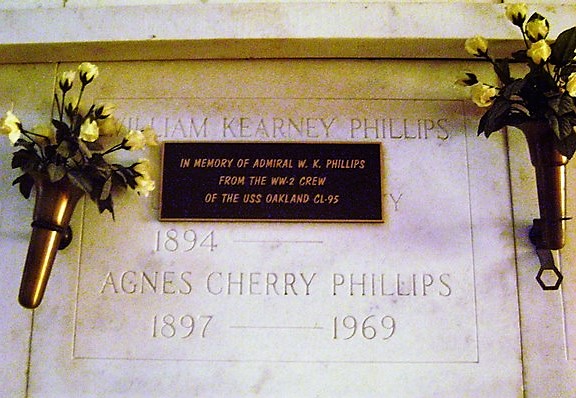 WILLIAM KEARNEY PHILLIPS
IN MEMORY OF ADMIRAL W. K. PHILLIPS
FROM THE WW-2 CREW
OF THE USS OAKLAND CL-95
1894
AGNES CHERRY PHILLIPS
1897 — 1969